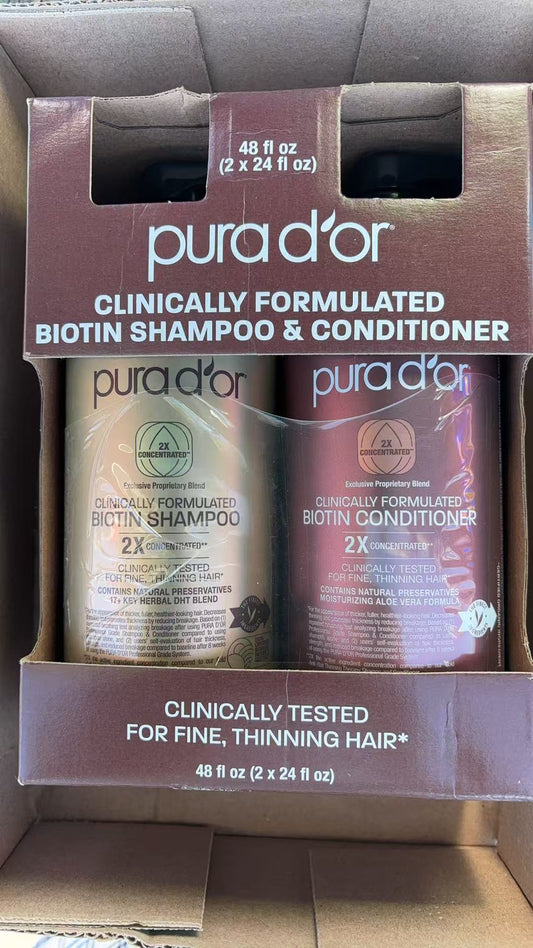 48 fl oz
(2 x 24 fl oz)
pura d'or
CLINICALLY FORMULATED
BIOTIN SHAMPOO & CONDITIONER
pura d'or
2X
CONCENTRATED**
Exclusive Proprietary Blend
CLINICALLY FORMULATED
BIOTIN SHAMPOO
2X CONCENTRATED**
CLINICALLY TESTED
FOR FINE, THINNING HAIR*
CONTAINS NATURAL PRESERVATIVES
17+ KEY HERBAL DHT BLEND
pura d'or
2X
CONCENTRATED**
Exclusive Proprietary Blend
CLINICALLY FORMULATED
BIOTIN CONDITIONER
2X CONCENTRATED**
CLINICALLY TESTED
FOR FINE, THINNING HAIR
CONTAINS NATURAL PRESERVATIVES
MOISTURIZING ALOE VERA FORMULA
CLINICALLY TESTED
FOR FINE, THINNING HAIR*
48 fl oz (2 x 24 fl oz)